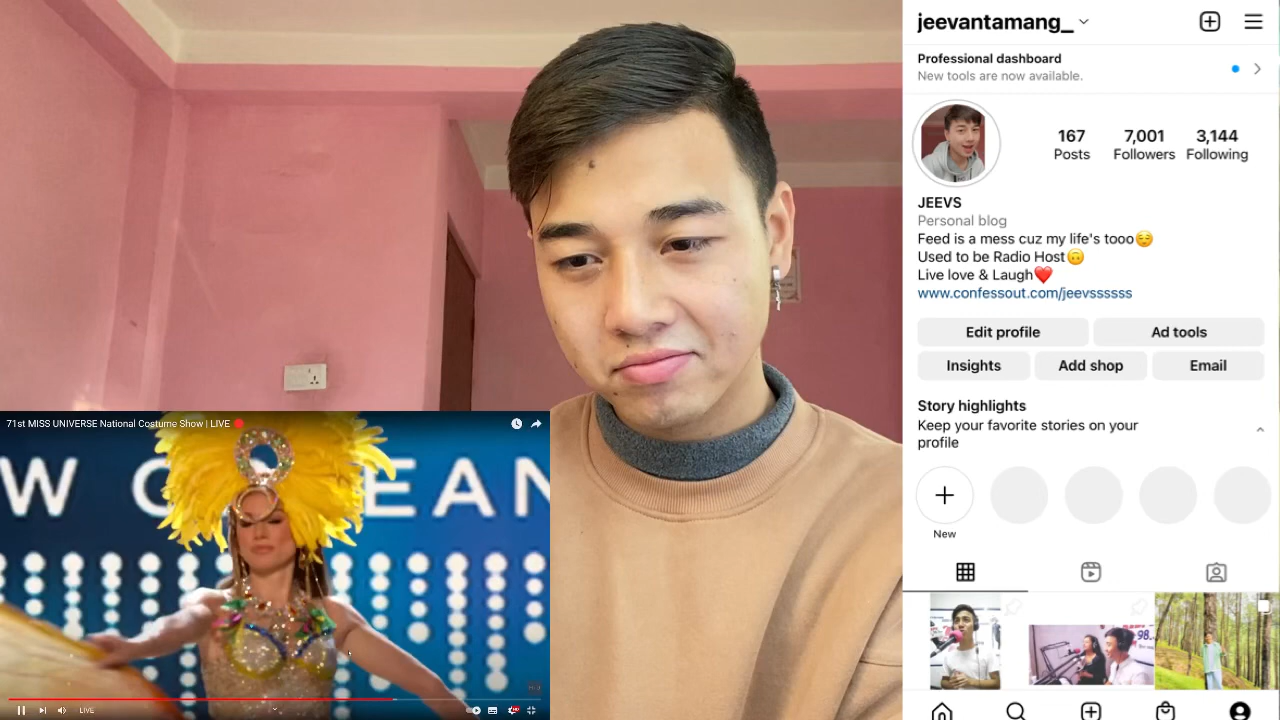 jeevantamang_
Professional dashboard
New tools are now available.
167 7,001 3,144
Posts Followers Following
JEEVS
Personal blog
Feed is a mess cuz my life's tooo😌
Used to be Radio Host🙃
Live love & Laugh❤️
www.confessout.com/jeevssssss
Edit profile Ad tools
Insights Add shop Email
Story highlights
Keep your favorite stories on your
profile
New
98.
71st MISS UNIVERSE National Costume Show | LIVE 🔴
W O EAN
LIVE